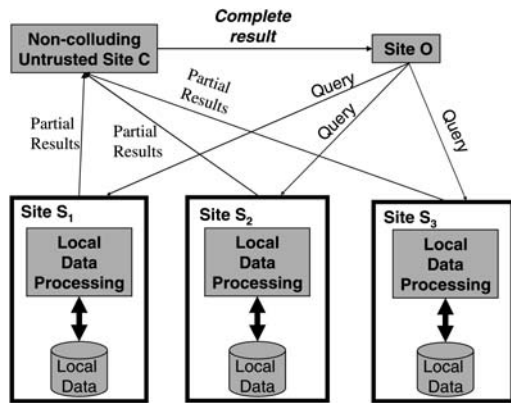 Complete
result
Non-colluding
Untrusted Site C
Site O
Partial
Results
Query
Query
Query
Partial
Results
Partial
Results
Site S1
Local
Data
Processing
Local
Data
Site S2
Local
Data
Processing
Local
Data
Site S3
Local
Data
Processing
Local
Data